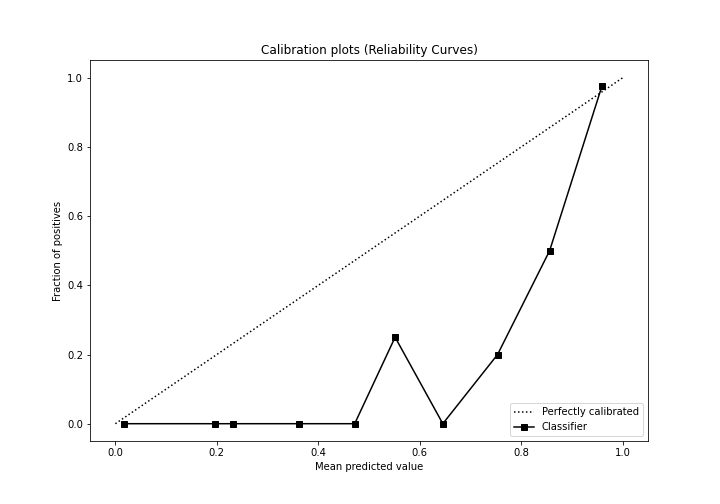 Calibration plots (Reliability Curves)
1.0
0.8
0.6
0.4
0.2
0.0
Fraction of positives
0.0 0.2 0.4 0.6 0.8 1.0
Mean predicted value
Perfectly calibrated
Classifier